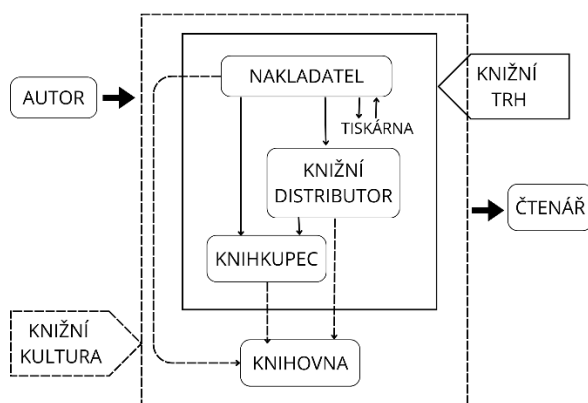 NAKLADATEL
KNIŽNÍ
TRH
AUTOR
TISKÁRNA
KNIŽNÍ
DISTRIBUTOR
ČTENÁŘ
KNIHKUPEC
KNIŽNÍ
KULTURA
KNIHOVNA